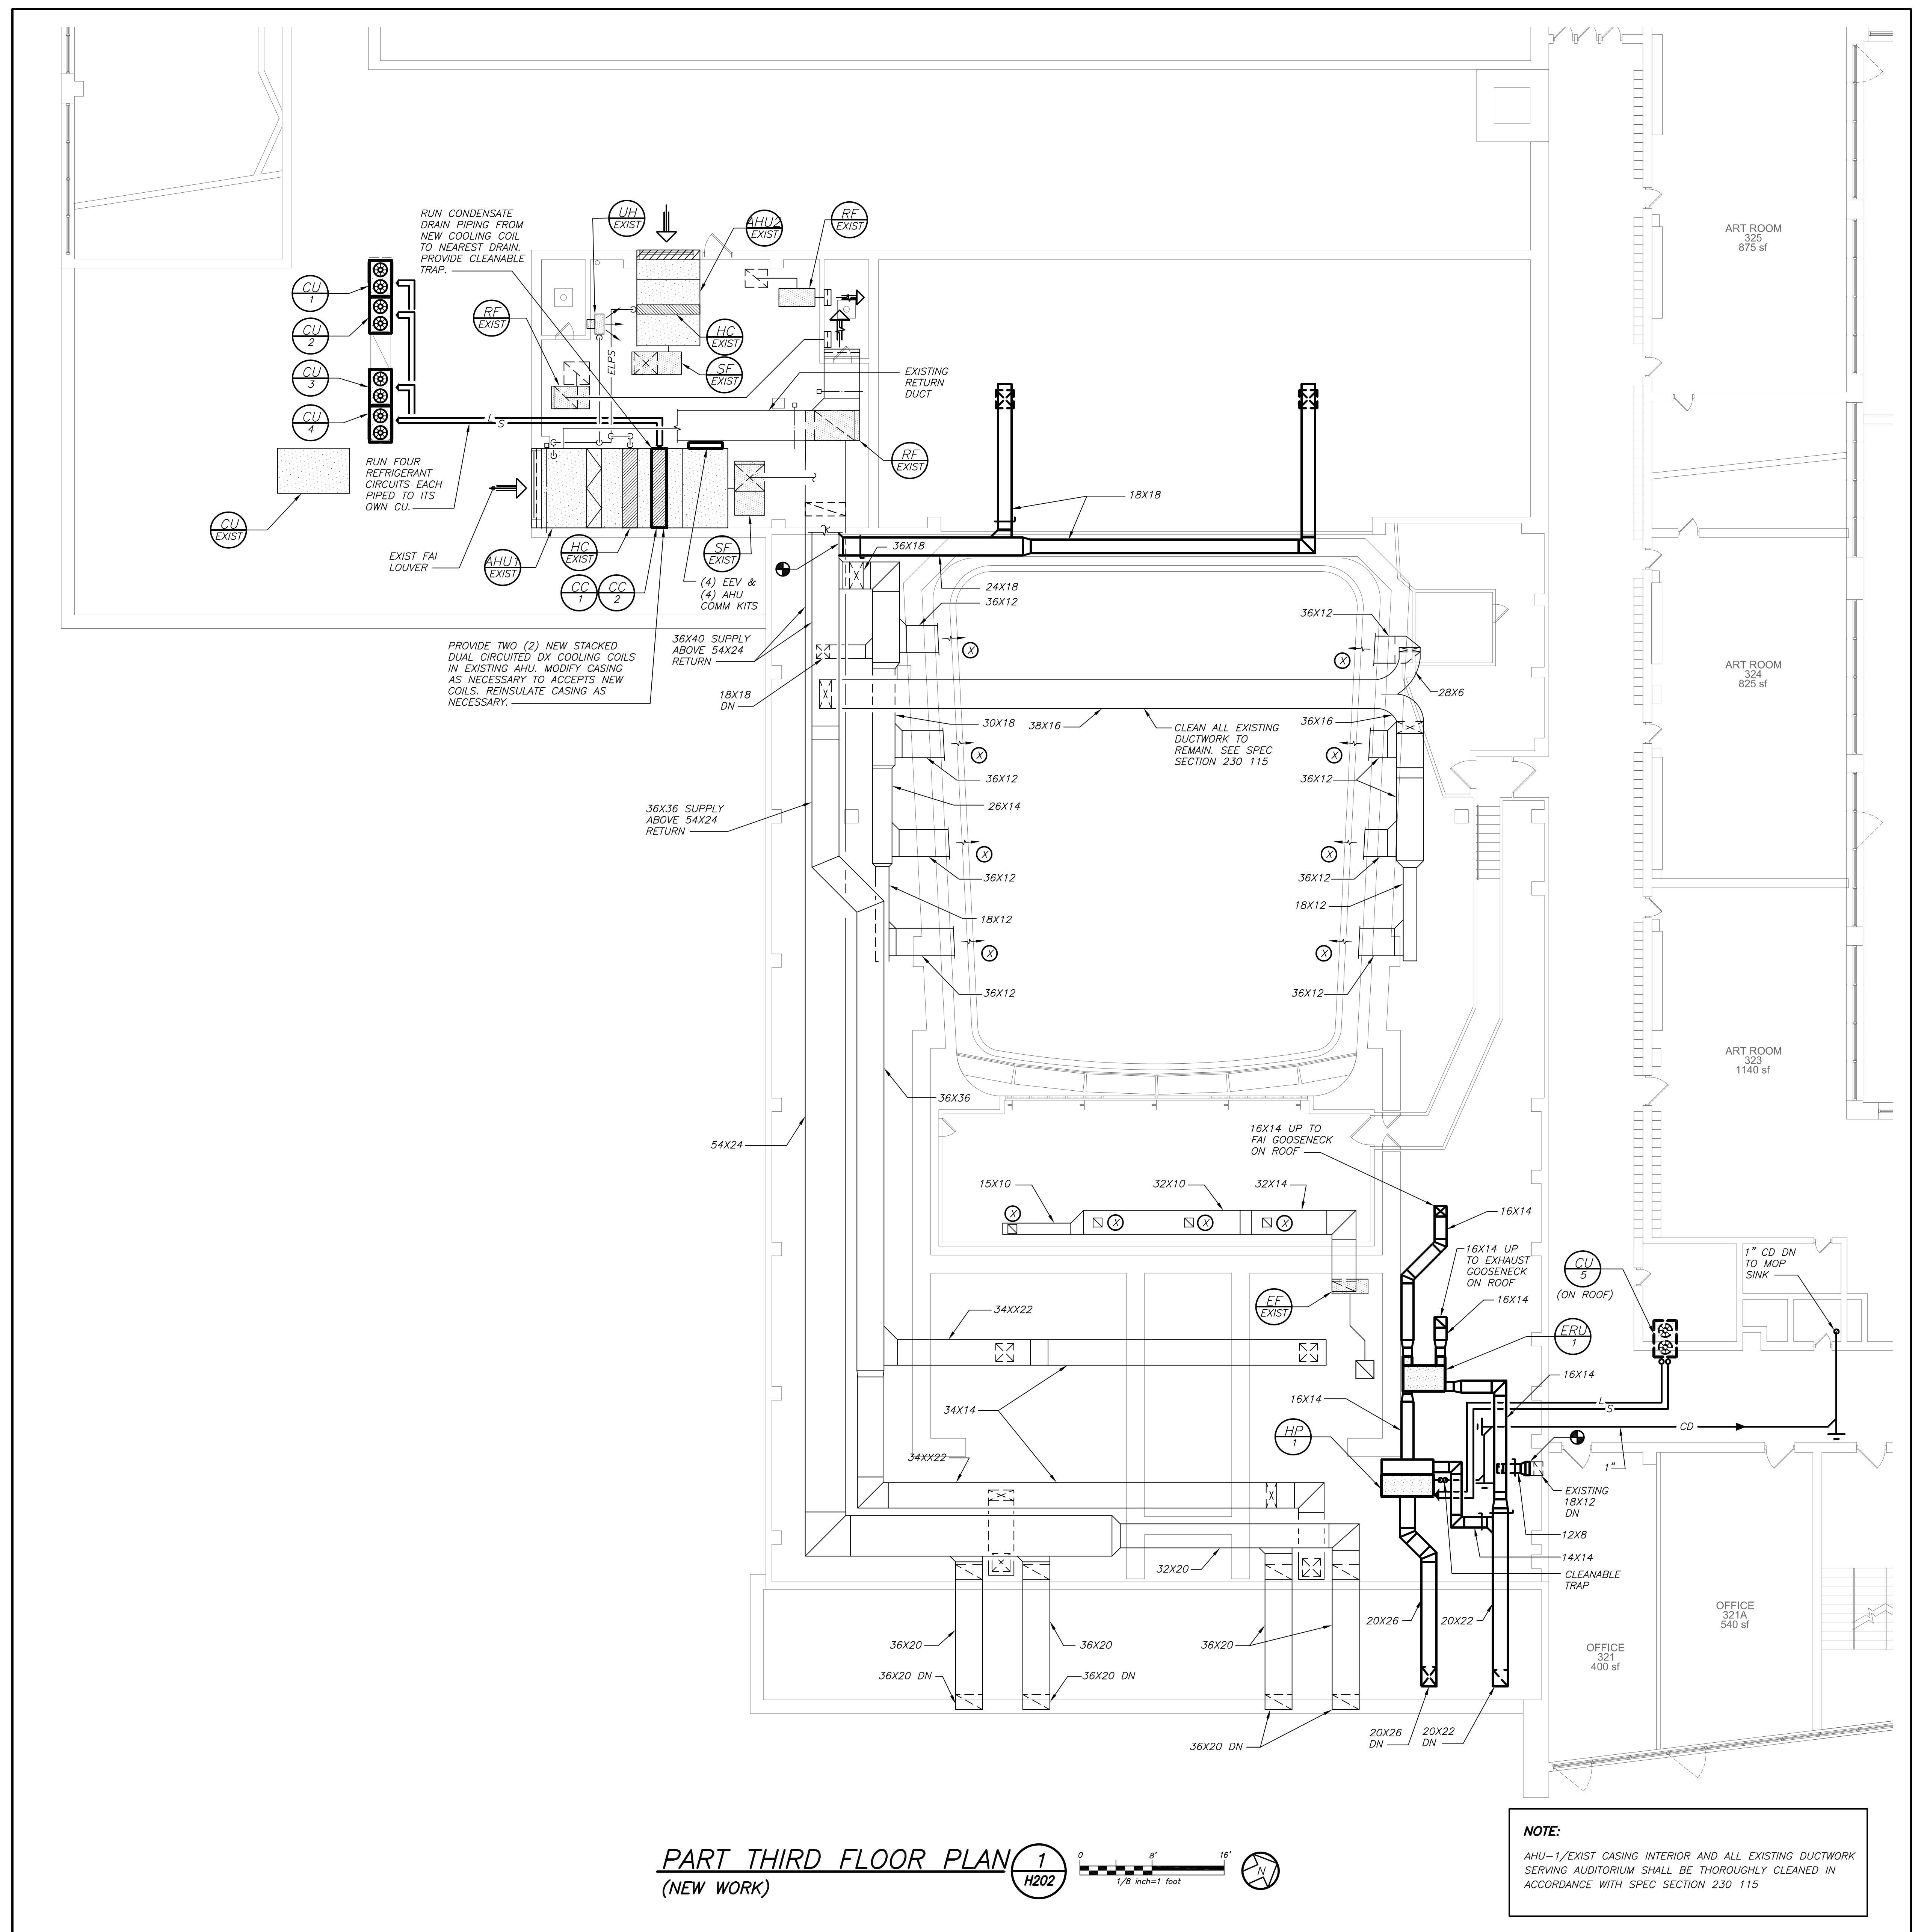 ART ROOM
325
875 sf
RUN CONDENSATE
DRAIN PIPING FROM
NEW COOLING COIL
TO NEAREST DRAIN.
PROVIDE CLEANABLE
TRAP.
UH
EXIST
AHU2
EXIST
RF
EXIST
CU
1
CU
2
CU
3
CU
4
RF
EXIST
HC
EXIST
SF
EXIST
ELPS
EXISTING
RETURN
DUCT
L
S
RUN FOUR
REFRIGERANT
CIRCUITS EACH
PIPED TO ITS
OWN CU.
RF
EXIST
CU
EXIST
EXIST FAI
LOUVER
AHU1
EXIST
HC
EXIST
CC
1
CC
2
SF
EXIST
(4) EEV &
(4) AHU
COMM KITS
18X18
36X18
24X18
36X12
X
36X12
X
PROVIDE TWO (2) NEW STACKED
DUAL CIRCUITED DX COOLING COILS
IN EXISTING AHU. MODIFY CASING
AS NECESSARY TO ACCEPTS NEW
COILS. REINSULATE CASING AS
NECESSARY.
36X40 SUPPLY
ABOVE 54X24
RETURN
18X18
DN
28X6
ART ROOM
324
825 sf
30X18
38X16
CLEAN ALL EXISTING
DUCTWORK TO
REMAIN. SEE SPEC
SECTION 230 115
36X16
X
X
36X12
36X12
26X14
36X36 SUPPLY
ABOVE 54X24
RETURN
X
X
36X12
36X12
18X12
18X12
X
X
36X12
36X12
ART ROOM
323
1140 sf
36X36
54X24
16X14 UP TO
FAI GOOSENECK
ON ROOF
15X10
32X10
32X14
X
X
X
X
16X14
16X14 UP
TO EXHAUST
GOOSENECK
ON ROOF
16X14
CU
5
(ON ROOF)
1" CD DN
TO MOP
SINK
EF
EXIST
ERU
1
34XX22
16X14
34X14
16X14
L
S
CD
HP
1
1"
34XX22
EXISTING
18X12
DN
12X8
14X14
CLEANABLE
TRAP
32X20
20X26
20X22
36X20
36X20
36X20
36X20 DN
36X20 DN
36X20 DN
20X26
DN
20X22
DN
OFFICE
321A
540 sf
OFFICE
321
400 sf
PART THIRD FLOOR PLAN
(NEW WORK)
1
H202
0 8' 16'
1/8 inch=1 foot
N
NOTE:
AHU-1/EXIST CASING INTERIOR AND ALL EXISTING DUCTWORK
SERVING AUDITORIUM SHALL BE THOROUGHLY CLEANED IN
ACCORDANCE WITH SPEC SECTION 230 115